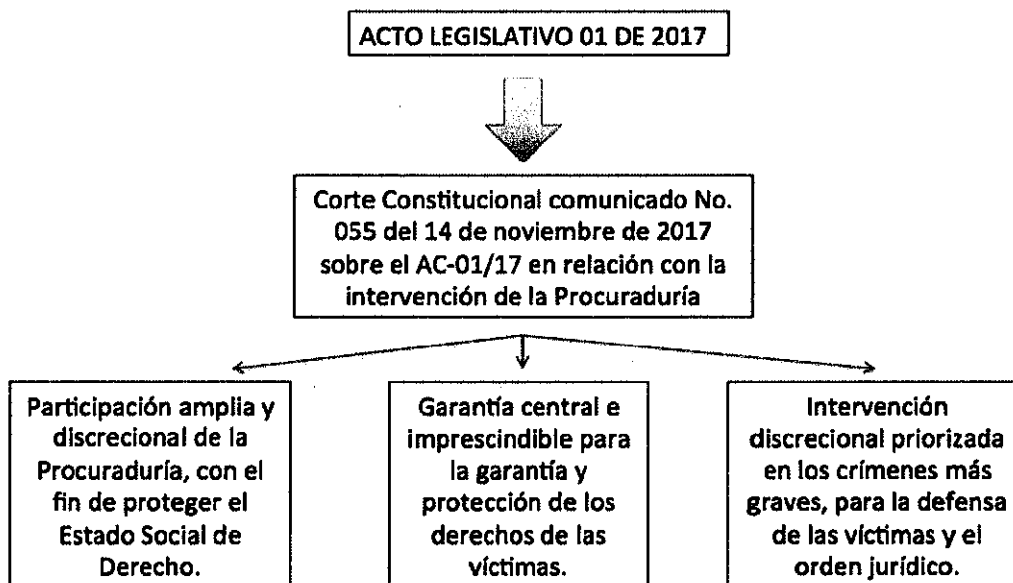 ACTO LEGISLATIVO 01 DE 2017
Corte Constitucional comunicado No.
055 del 14 de noviembre de 2017
sobre el AC-01/17 en relación con la
intervención de la Procuraduría
Participación amplia y
discrecional de la
Procuraduría, con el
fin de proteger el
Estado Social de
Derecho.
Garantía central e
imprescindible para
la garantía y
protección de los
derechos de las
víctimas.
Intervención
discrecional priorizada
en los crímenes más
graves, para la defensa
de las víctimas y el
orden jurídico.